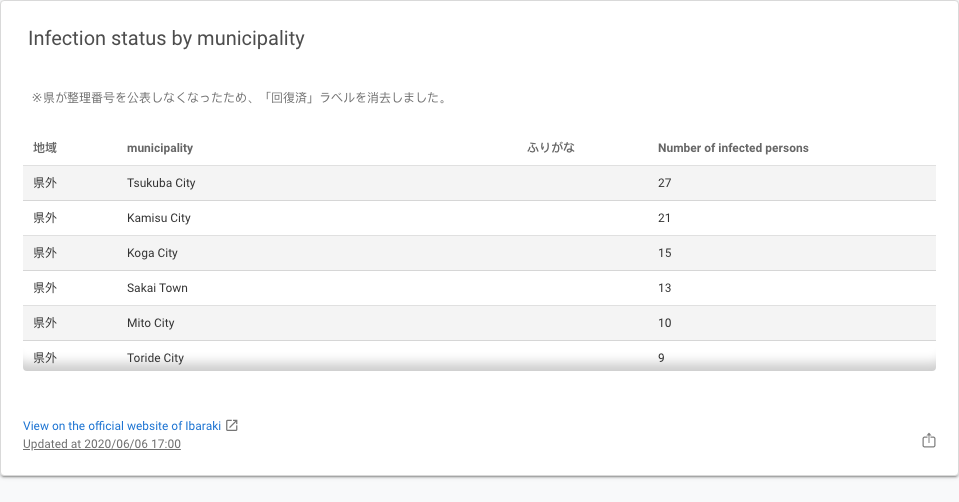 Infection status by municipality
※県が整理番号を公表しなくなったため、「回復済」ラベルを消去しました。
地域 municipality ふりがな Number of infected persons
県外 Tsukuba City 27
県外 Kamisu City 21
県外 Koga City 15
県外 Sakai Town 13
県外 Mito City 10
県外 Toride City 9
View on the official website of Ibaraki
Updated at 2020/06/06 17:00